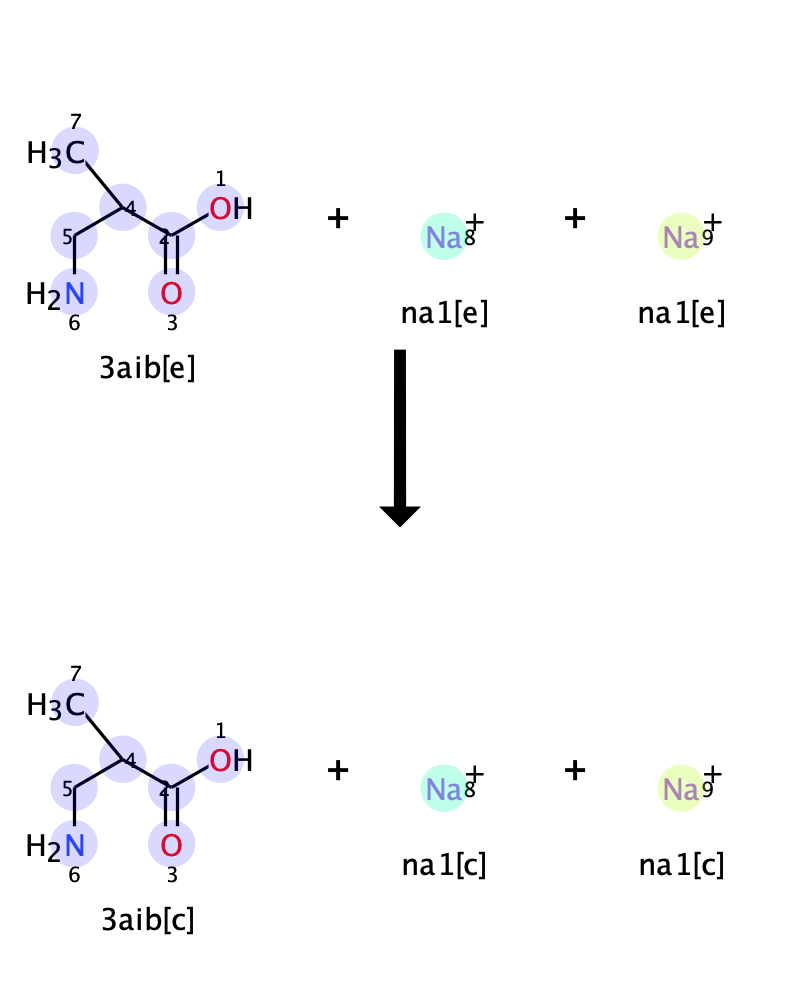 7
H3C
1
OH
4
2
5
H2N
O
6
3
3aib[e]
+
Na+
8
na1[e]
+
Na+
9
na1[e]
7
H3C
1
OH
4
2
5
H2N
O
6
3
3aib[c]
+
Na+
8
na1[c]
+
Na+
9
na1[c]